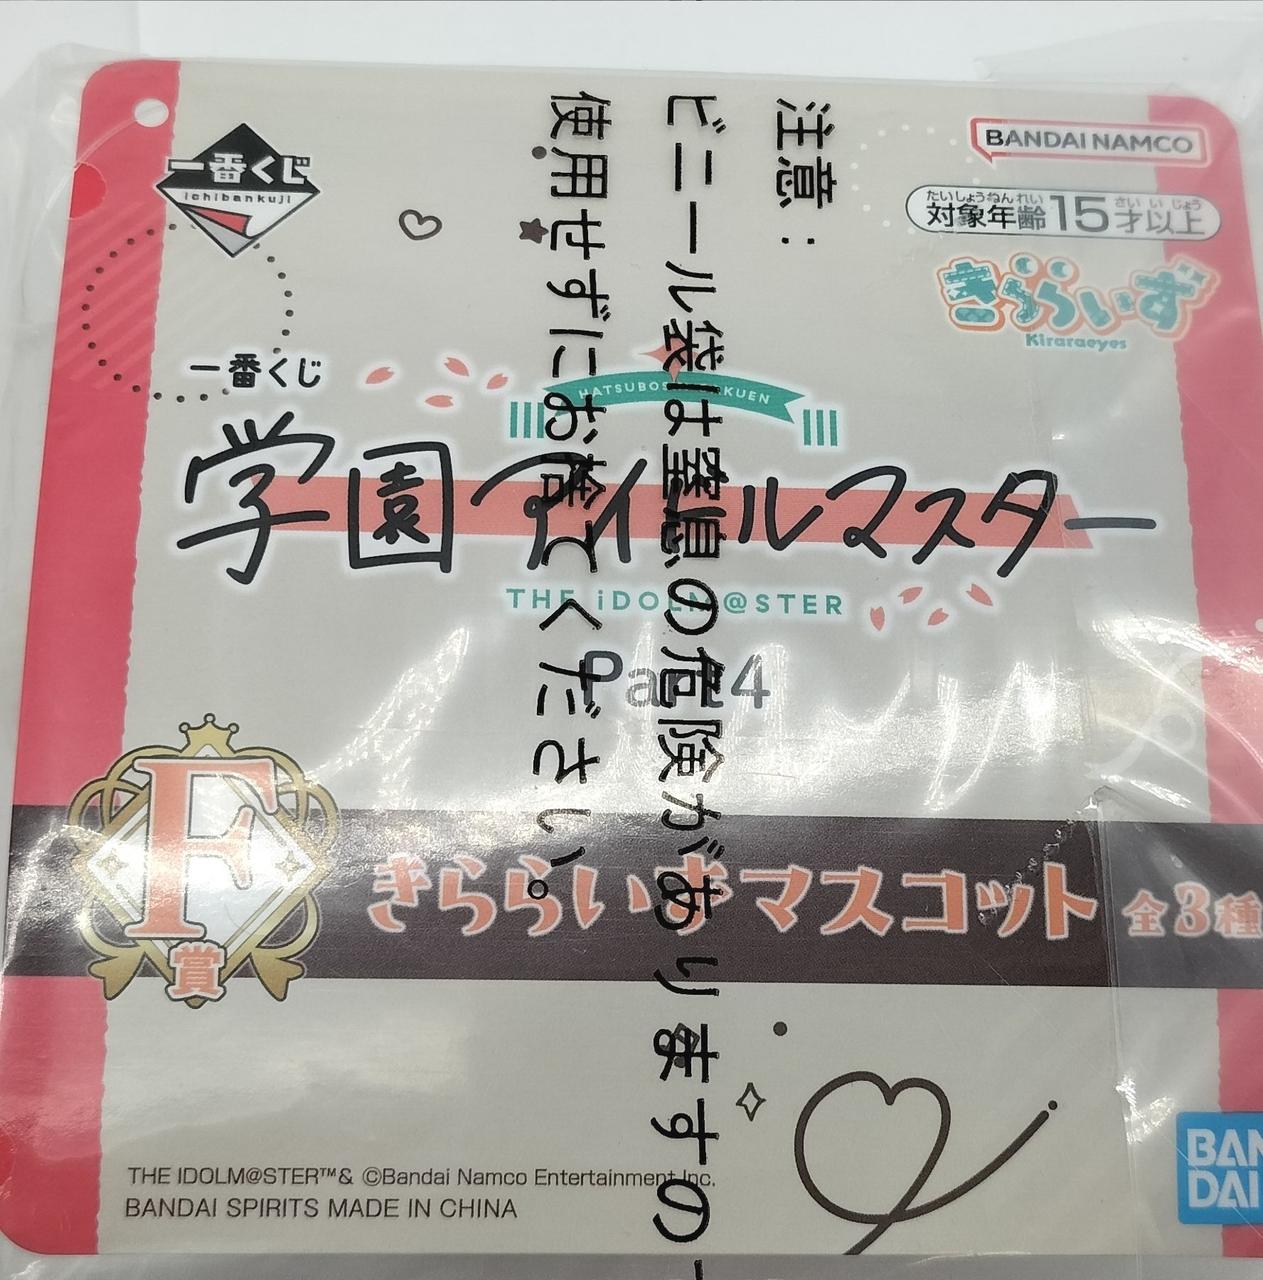 一番くじ
ichibankuji
BANDAI NAMCO
たいしょうねんれい さい いじょう
対象年齢15才以上
きららいず
Kiraraeyes
一番くじ
学園アイドルマスター
THE iDOLM@STER
Part4
F
賞
きららいずマスコット 全3種
THE IDOLM@STER™& ©Bandai Namco Entertainment Inc.
BANDAI SPIRITS MADE IN CHINA
BAN
DAI
注意:
ビニール袋は窒息の危険がありますの
使用せずにお捨てください。